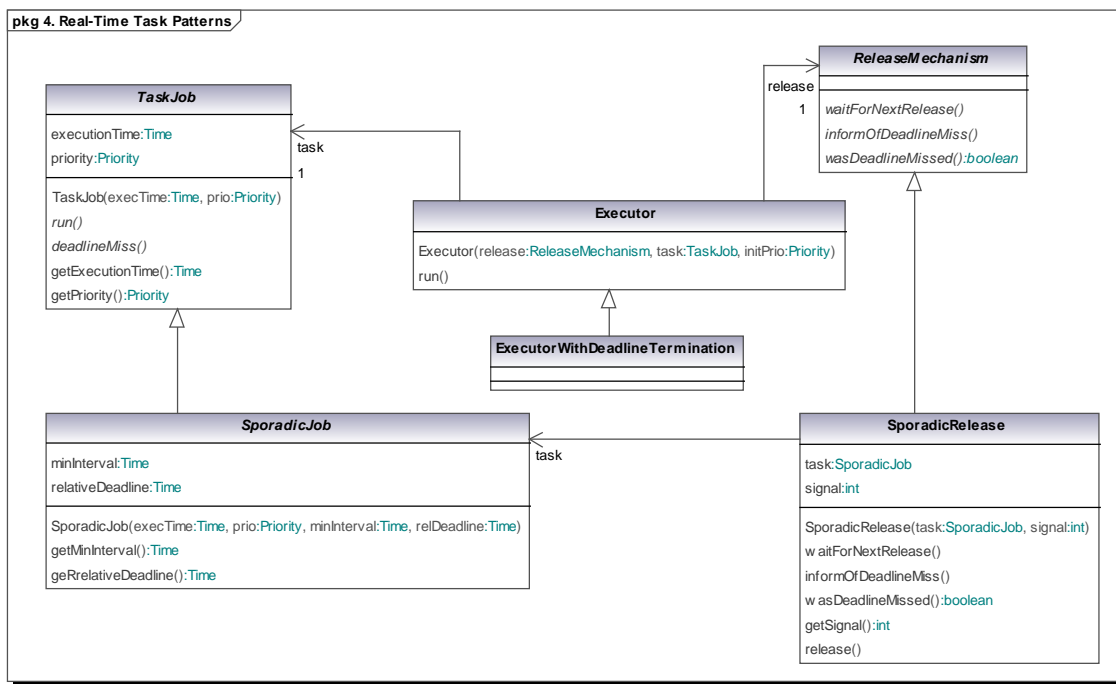 pkg 4. Real-Time Task Patterns
ReleaseMechanism
waitForNextRelease()
informOfDeadlineMiss()
wasDeadlineMissed():boolean
release
1
TaskJob
executionTime:Time
priority:Priority
TaskJob(execTime:Time, prio:Priority)
run()
deadlineMiss()
getExecutionTime():Time
getPriority():Priority
task
1
Executor
Executor(release:ReleaseMechanism, task:TaskJob, initPrio:Priority)
run()
ExecutorWithDeadlineTermination
SporadicJob
minInterval:Time
relativeDeadline:Time
SporadicJob(execTime:Time, prio:Priority, minInterval:Time, relDeadline:Time)
getMinInterval():Time
geRrelativeDeadline():Time
task
SporadicRelease
task:SporadicJob
signal:int
SporadicRelease(task:SporadicJob, signal:int)
waitForNextRelease()
informOfDeadlineMiss()
wasDeadlineMissed():boolean
getSignal():int
release()